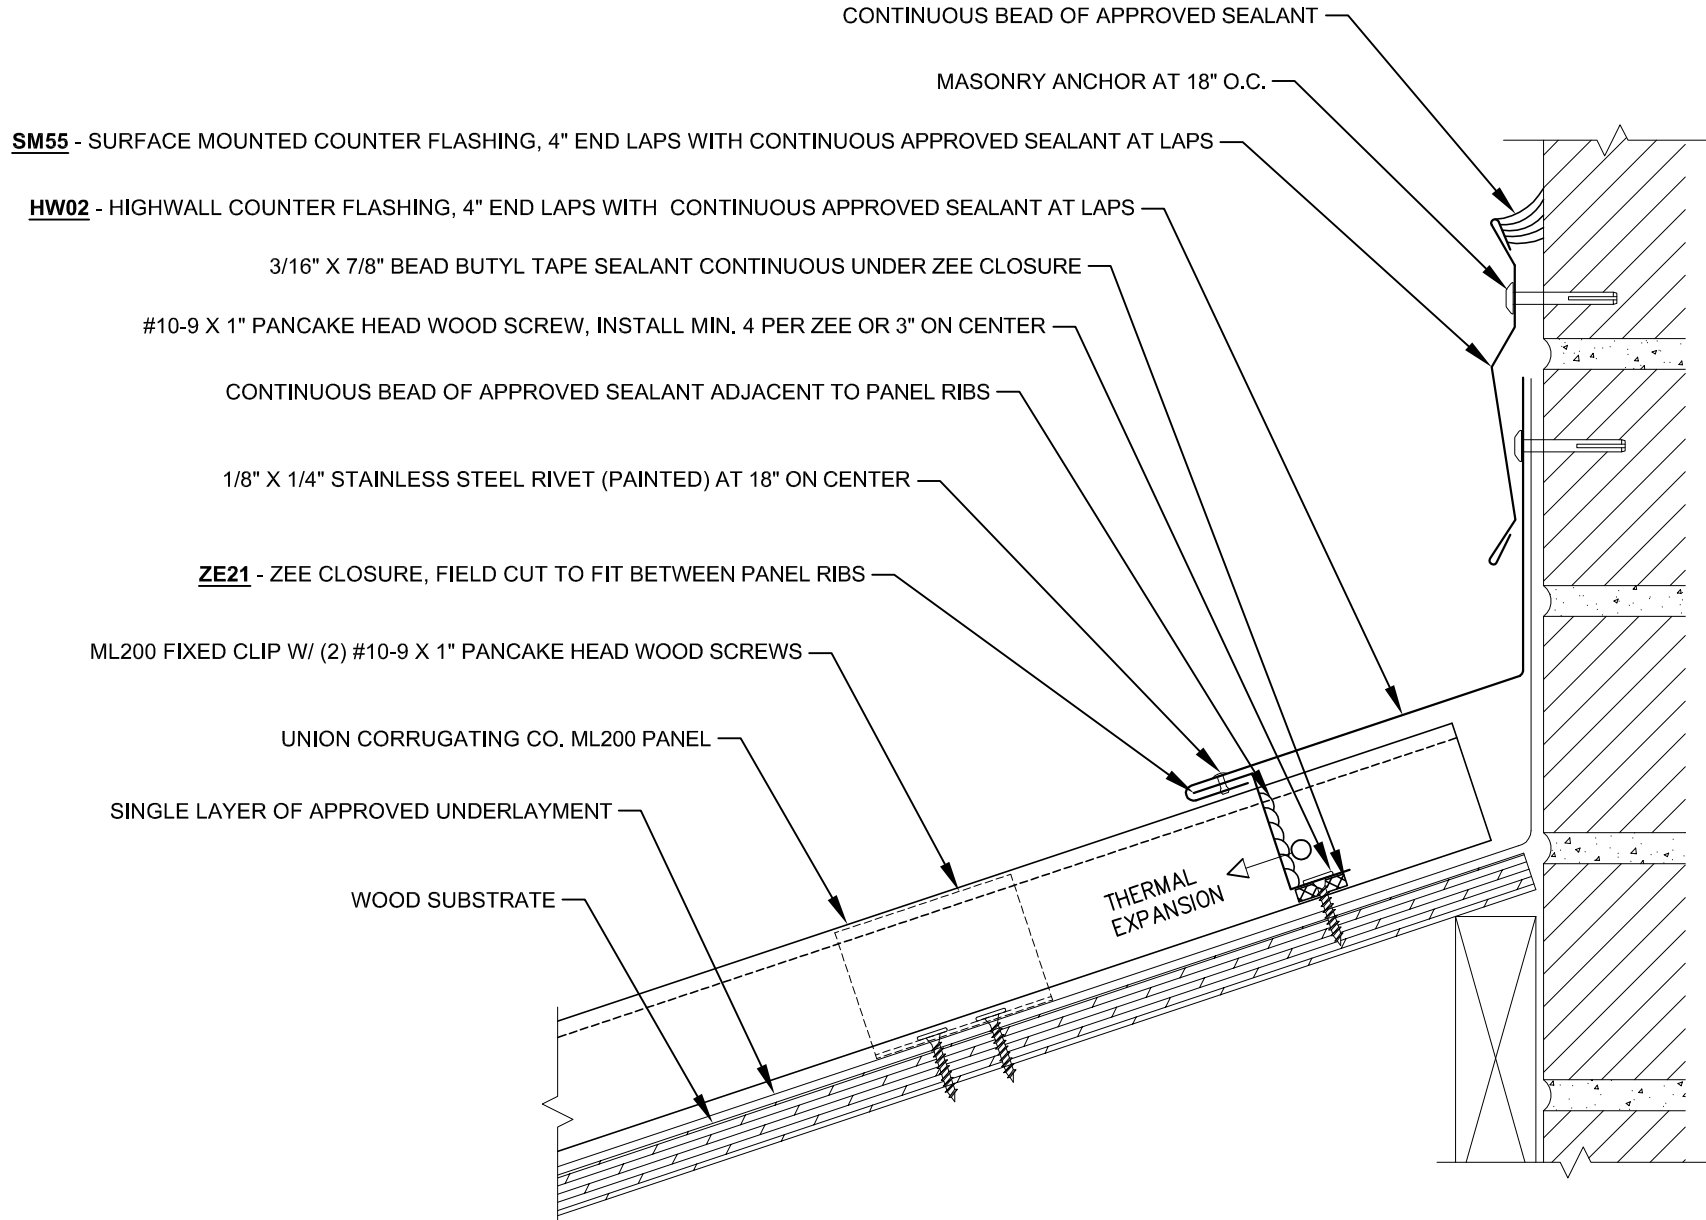 CONTINUOUS BEAD OF APPROVED SEALANT
MASONRY ANCHOR AT 18" O.C.
SM55 - SURFACE MOUNTED COUNTER FLASHING, 4" END LAPS WITH CONTINUOUS APPROVED SEALANT AT LAPS
HW02 - HIGHWALL COUNTER FLASHING, 4" END LAPS WITH CONTINUOUS APPROVED SEALANT AT LAPS
3/16" X 7/8" BEAD BUTYL TAPE SEALANT CONTINUOUS UNDER ZEE CLOSURE
#10-9 X 1" PANCAKE HEAD WOOD SCREW, INSTALL MIN. 4 PER ZEE OR 3" ON CENTER
CONTINUOUS BEAD OF APPROVED SEALANT ADJACENT TO PANEL RIBS
1/8" X 1/4" STAINLESS STEEL RIVET (PAINTED) AT 18" ON CENTER
ZE21 - ZEE CLOSURE, FIELD CUT TO FIT BETWEEN PANEL RIBS
ML200 FIXED CLIP W/ (2) #10-9 X 1" PANCAKE HEAD WOOD SCREWS
UNION CORRUGATING CO. ML200 PANEL
SINGLE LAYER OF APPROVED UNDERLAYMENT
WOOD SUBSTRATE
THERMAL
EXPANSION